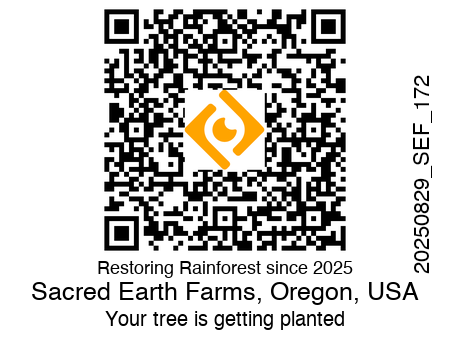 Restoring Rainforest since 2025
Sacred Earth Farms, Oregon, USA
Your tree is getting planted
20250829_SEF_172